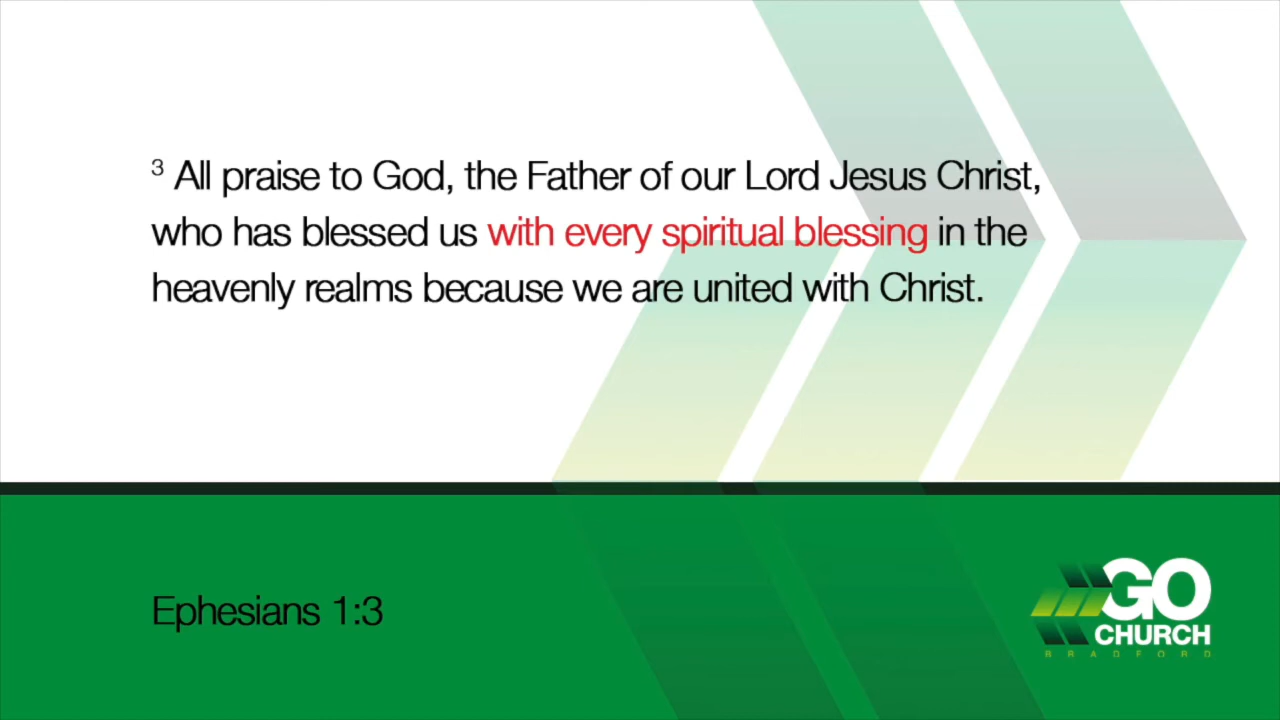 ³ All praise to God, the Father of our Lord Jesus Christ,
who has blessed us with every spiritual blessing in the
heavenly realms because we are united with Christ.
Ephesians 1:3
GO
CHURCH
BRADFORD